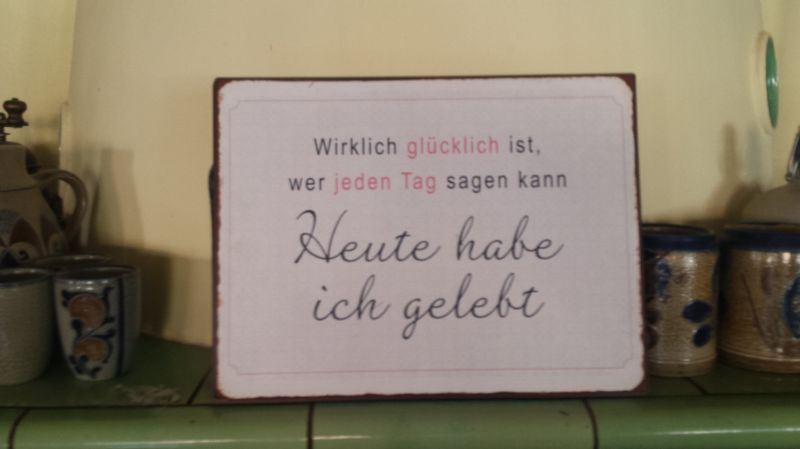 Wirklich glücklich ist,
wer jeden Tag sagen kann
Heute habe
ich gelebt